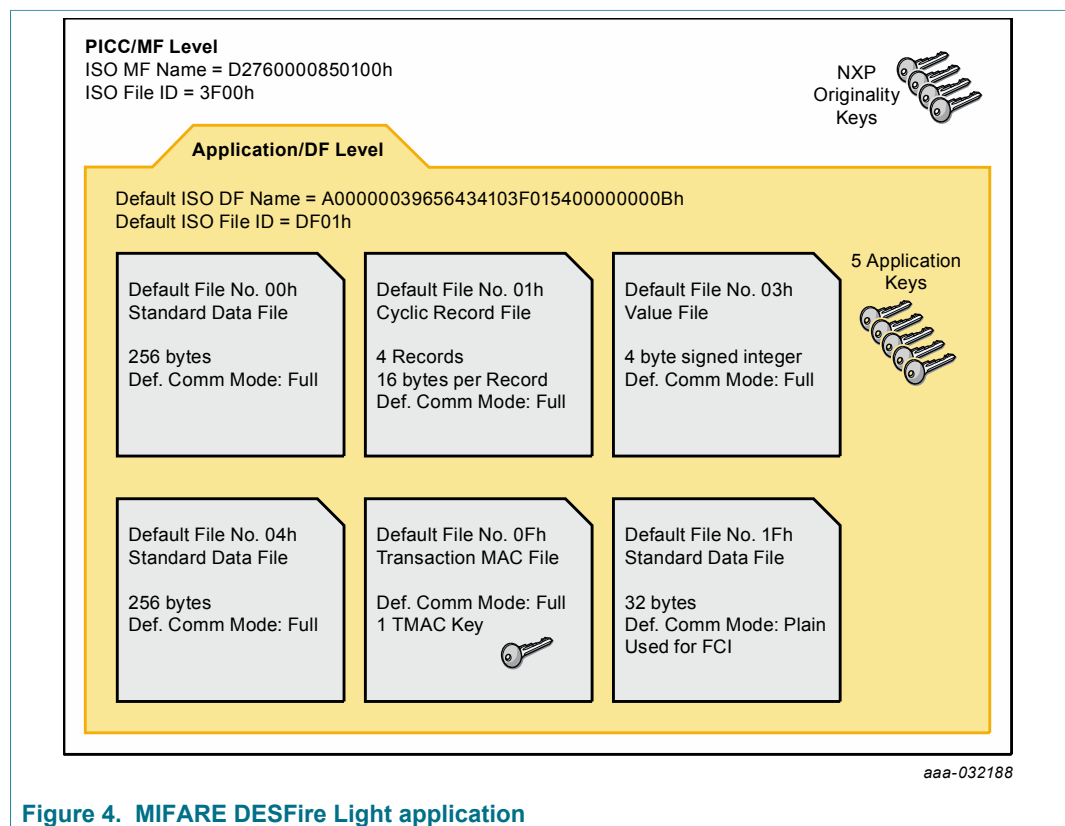 PICC/MF Level
ISO MF Name = D2760000850100h
ISO File ID = 3F00h
NXP
Originality
Keys
Application/DF Level
Default ISO DF Name = A00000039656434103F015400000000Bh
Default ISO File ID = DF01h
5 Application
Keys
Default File No. 00h
Standard Data File
256 bytes
Def. Comm Mode: Full
Default File No. 01h
Cyclic Record File
4 Records
16 bytes per Record
Def. Comm Mode: Full
Default File No. 03h
Value File
4 byte signed integer
Def. Comm Mode: Full
Default File No. 04h
Standard Data File
256 bytes
Def. Comm Mode: Full
Default File No. 0Fh
Transaction MAC File
Def. Comm Mode: Full
1 TMAC Key
Default File No. 1Fh
Standard Data File
32 bytes
Def. Comm Mode: Plain
Used for FCI
aaa-032188
Figure 4. MIFARE DESFire Light application